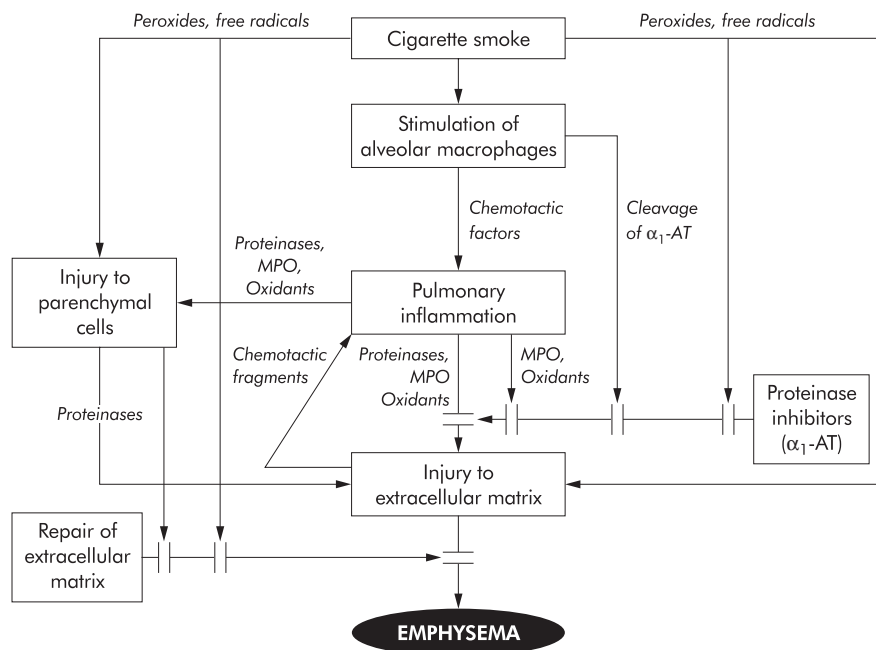 Peroxides, free radicals
Cigarette smoke
Peroxides, free radicals
Stimulation of
alveolar macrophages
Chemotactic
factors
Cleavage
of α₁-AT
Proteinases,
MPO,
Oxidants
Injury to
parenchymal
cells
Pulmonary
inflammation
Chemotactic
fragments
Proteinases,
MPO
Oxidants
MPO,
Oxidants
Proteinases
Proteinase
inhibitors
(α₁-AT)
Injury to
extracellular matrix
Repair of
extracellular
matrix
EMPHYSEMA